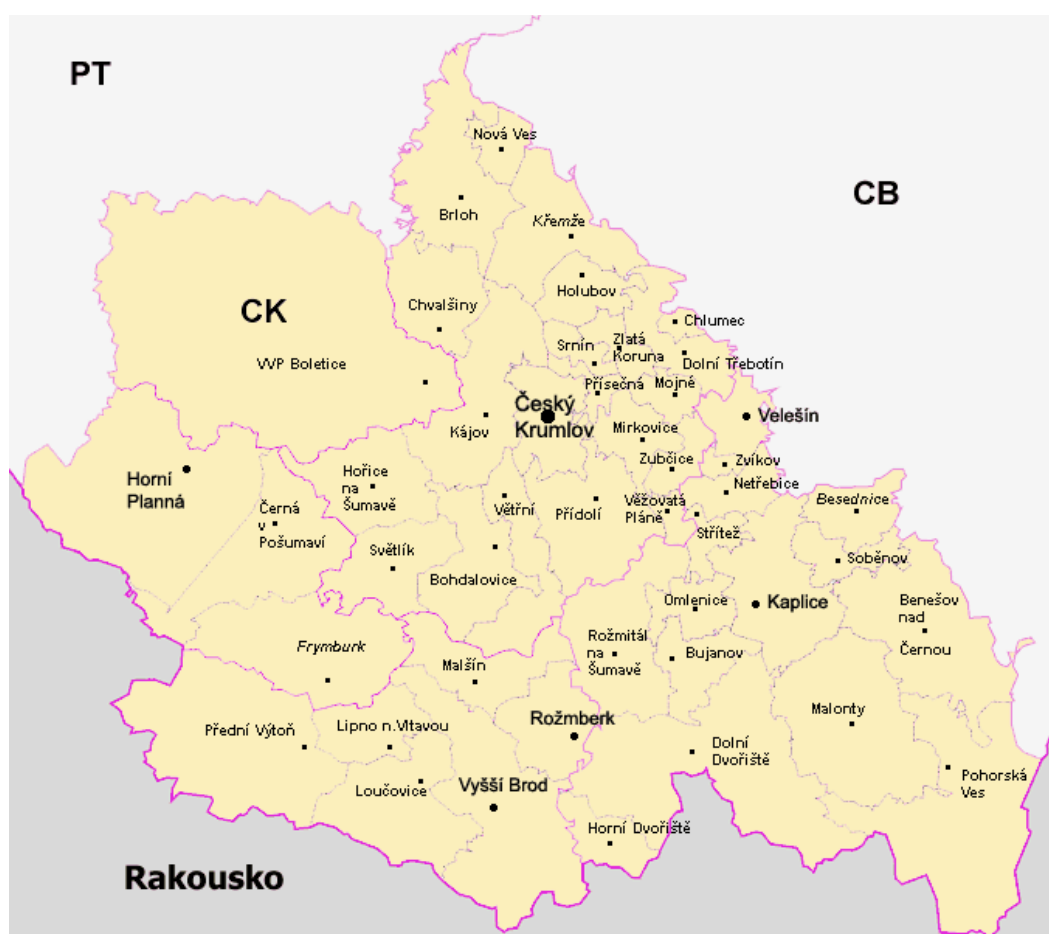 PT
Nová Ves
CB
Brloh
Křemže
Holubov
CK
Chvalšiny
Chlumec
Srnín
Zlatá
Koruna
VVP Boletice
Dolní Třebotín
Přísečná
Mojné
Český
Krumlov
Velešín
Kájov
Mirkovice
Zubčice
Zvíkov
Horní
Planná
Hořice
na
Šumavě
Netřebice
Besednice
Černá
v
Pošumaví
Větřní
Přídolí
Věžovatá
Pláně
Střítež
Světlík
Bohdalovice
Soběnov
Omlenice
Kaplice
Benešov
nad
Černou
Frymburk
Malšín
Rožmitál
na
Šumavě
Bujanov
Malonty
Přední Výtoň
Lipno n.Vltavou
Rožmberk
Dolní
Dvořiště
Pohorská
Ves
Loučovice
Vyšší Brod
Horní Dvořiště
Rakousko